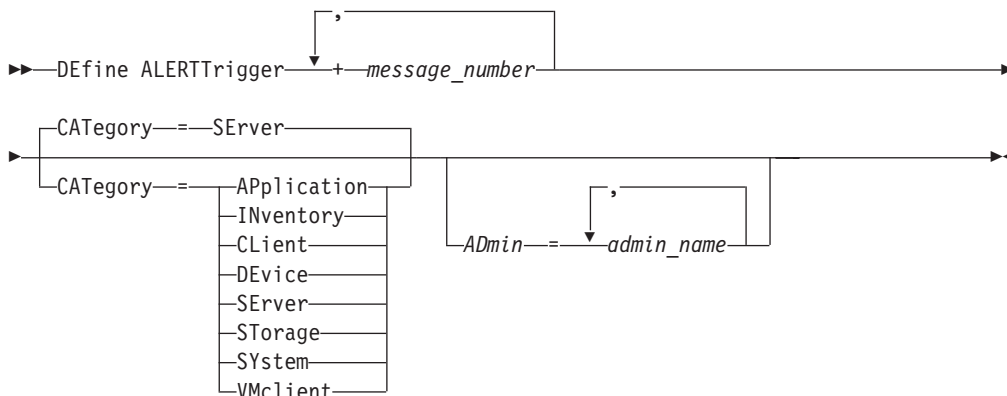 ,
DEfine ALERTTrigger + message_number
CATegory = SErver
CATegory = APplication
INventory
CLient
DEvice
SErver
STorage
SYstem
VMclient
,
ADmin = admin_name